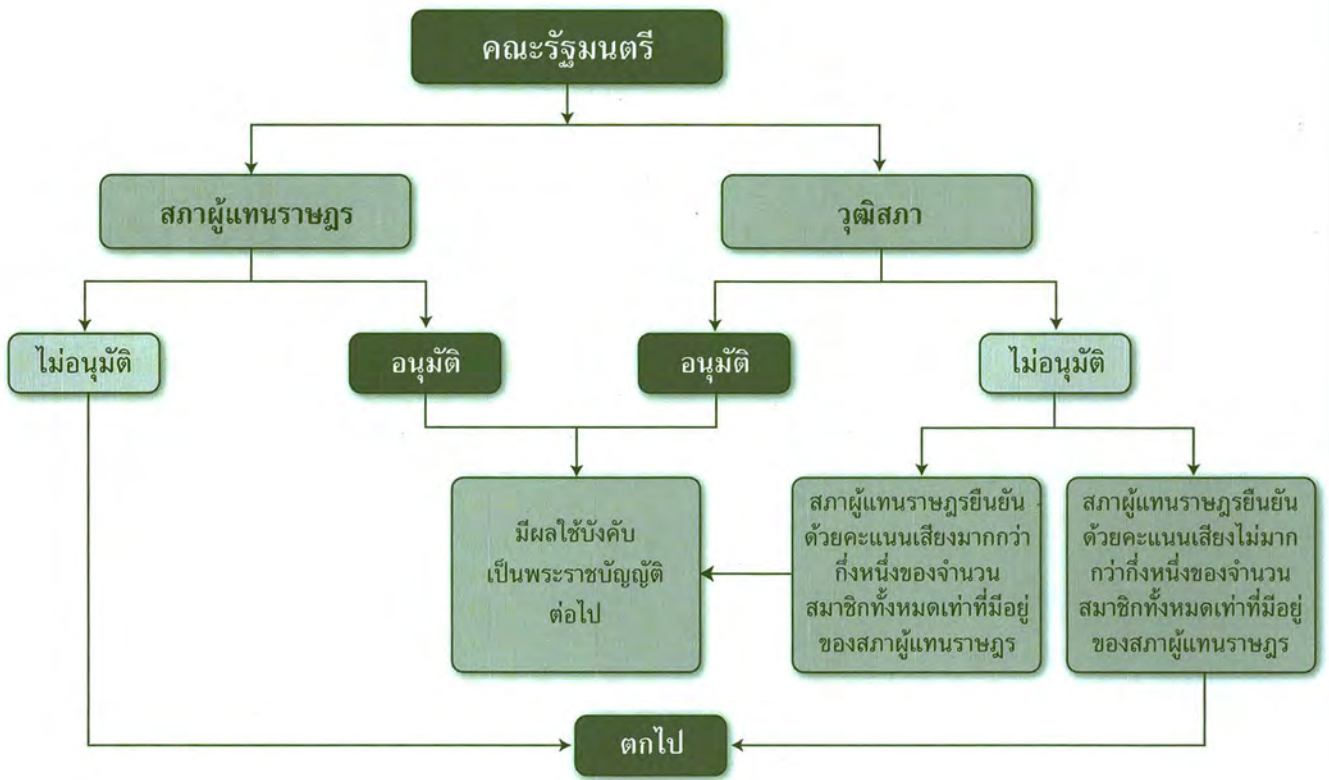 คณะรัฐมนตรี
สภาผู้แทนราษฎร
วุฒิสภา
ไม่อนุมัติ
อนุมัติ
อนุมัติ
ไม่อนุมัติ
มีผลใช้บังคับ
เป็นพระราชบัญญัติ
ต่อไป
สภาผู้แทนราษฎรยืนยัน
ด้วยคะแนนเสียงมากกว่า
กึ่งหนึ่งของจำนวน
สมาชิกทั้งหมดเท่าที่มีอยู่
ของสภาผู้แทนราษฎร
สภาผู้แทนราษฎรยืนยัน
ด้วยคะแนนเสียงไม่มาก
กว่ากึ่งหนึ่งของจำนวน
สมาชิกทั้งหมดเท่าที่มีอยู่
ของสภาผู้แทนราษฎร
ตกไป